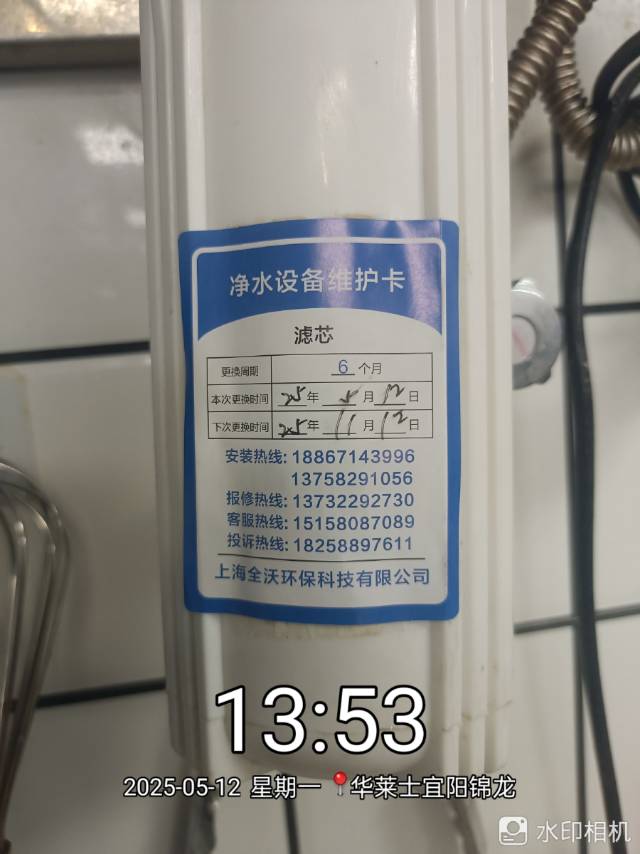 净水设备维护卡
滤芯
更换周期 6 个月
本次更换时间 25年 5月 12日
下次更换时间 25年 11月 12日
安装热线: 18867143996
13758291056
报修热线: 13732292730
客服热线: 15158087089
投诉热线: 18258897611
上海全沃环保科技有限公司
13:53
2025-05-12 星期一 华莱士宜阳锦龙
水印相机